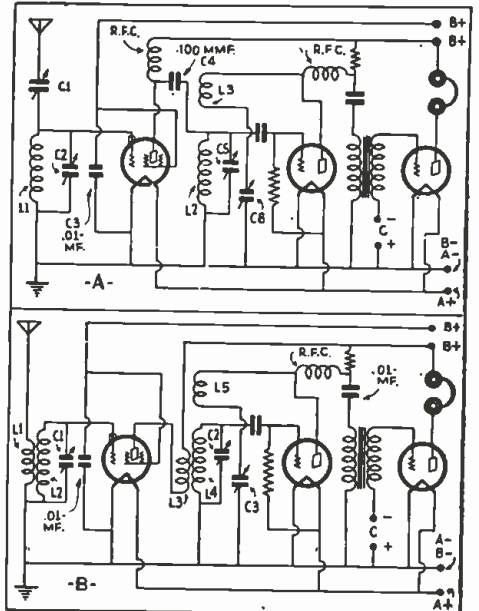 R.F.C.
.100 MMF.
C4
R.F.C.
B+
B+
C1
L3
C2
C5
L1
L2
C3
.01-
MF.
C6
-
C
+
B-
A-
A+
-A-
B+
B+
R.F.C.
.01-
MF.
L5
L1
C1
C2
L2
L3
L4
C3
.01-
MF.
-
C
+
A-
B-
A+
-B-